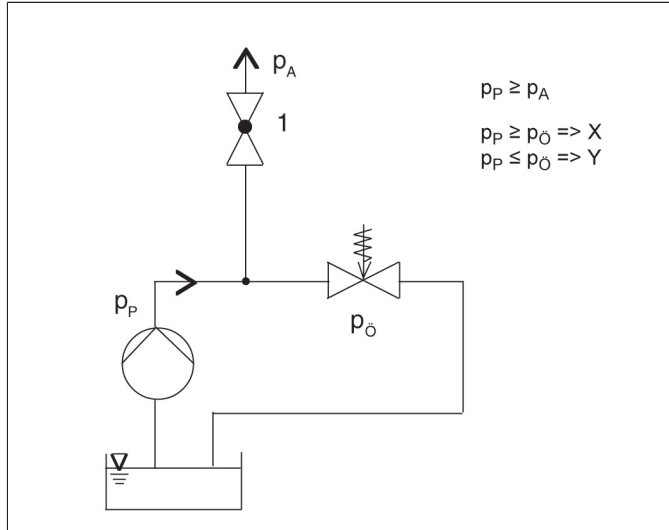 p_A
1
p_P ≥ p_A
p_P ≥ p_Ö => X
p_P ≤ p_Ö => Y
p_P
p_Ö